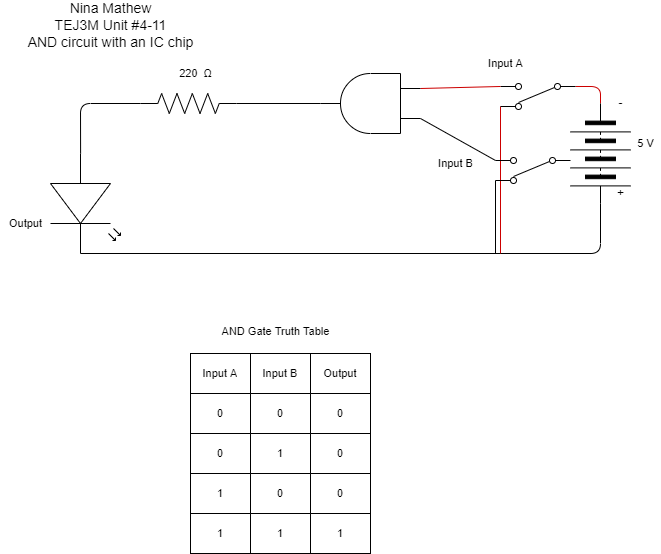 Nina Mathew
TEJ3M Unit #4-11
AND circuit with an IC chip
220 Ω
Input A
-
5 V
Input B
+
Output
AND Gate Truth Table
Input A Input B Output
0 0 0
0 1 0
1 0 0
1 1 1